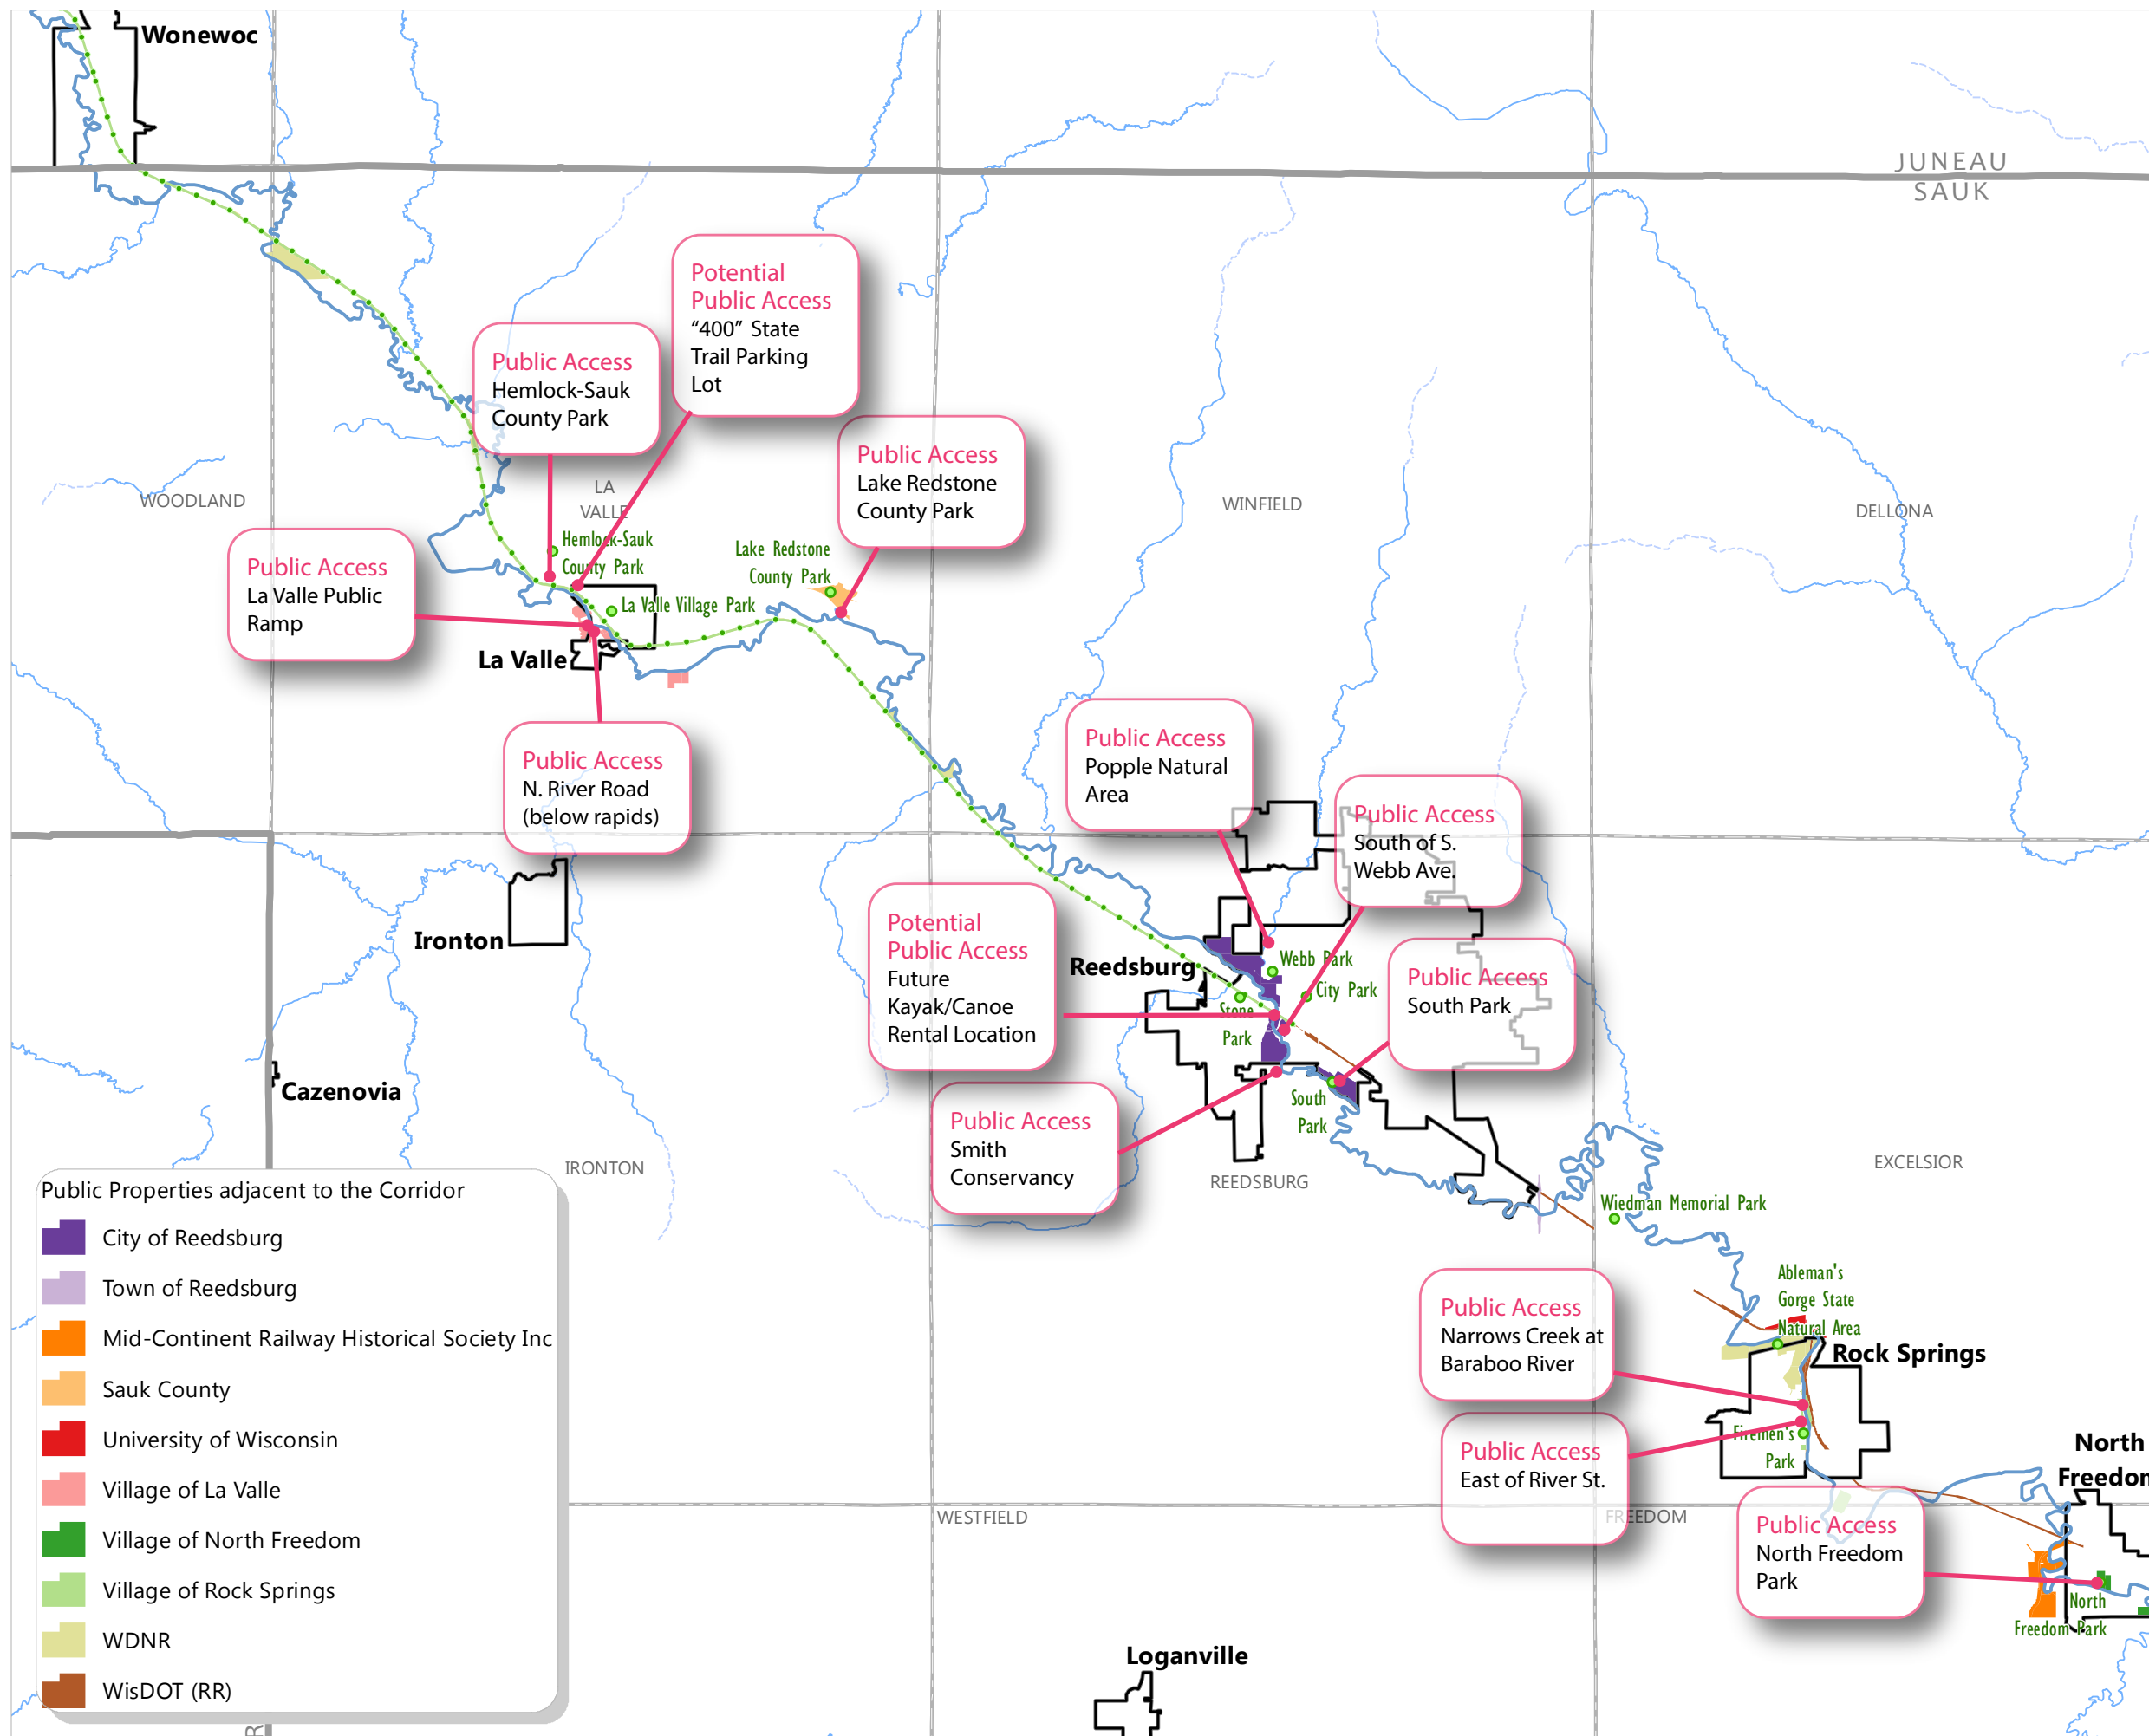 Wonewoc
JUNEAU
SAUK
Potential
Public Access
“400” State
Trail Parking
Lot
Public Access
Hemlock-Sauk
County Park
Public Access
Lake Redstone
County Park
WOODLAND
LA
VALLE
WINFIELD
DELLONA
Hemlock-Sauk
County Park
Lake Redstone
County Park
Public Access
La Valle Public
Ramp
La Valle Village Park
La Valle
Public Access
N. River Road
(below rapids)
Public Access
Popple Natural
Area
Public Access
South of S.
Webb Ave.
Ironton
Potential
Public Access
Future
Kayak/Canoe
Rental Location
Reedsburg
Webb Park
City Park
Stone
Park
Public Access
South Park
Cazenovia
South
Park
Public Access
Smith
Conservancy
IRONTON
REEDSBURG
EXCELSIOR
Wiedman Memorial Park
Public Properties adjacent to the Corridor
City of Reedsburg
Town of Reedsburg
Mid-Continent Railway Historical Society Inc
Sauk County
University of Wisconsin
Village of La Valle
Village of North Freedom
Village of Rock Springs
WDNR
WisDOT (RR)
Ableman's
Gorge State
Natural Area
Rock Springs
Public Access
Narrows Creek at
Baraboo River
Public Access
East of River St.
Firemen's
Park
North
Freedom
WESTFIELD
FREEDOM
Public Access
North Freedom
Park
North
Freedom Park
Loganville